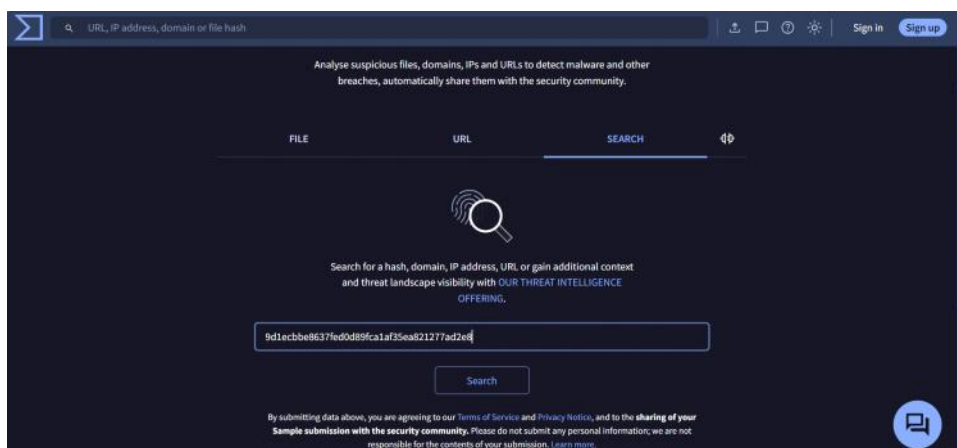 URL, IP address, domain or file hash
Sign in
Sign up
Analyse suspicious files, domains, IPs and URLs to detect malware and other
breaches, automatically share them with the security community.
FILE
URL
SEARCH
Search for a hash, domain, IP address, URL or gain additional context
and threat landscape visibility with OUR THREAT INTELLIGENCE
OFFERING.
9d1ecbbe8637fed0d89fca1af35ea821277ad2e8
Search
By submitting data above, you are agreeing to our Terms of Service and Privacy Notice, and to the sharing of your
Sample submission with the security community. Please do not submit any personal information; we are not
responsible for the contents of your submission. Learn more.